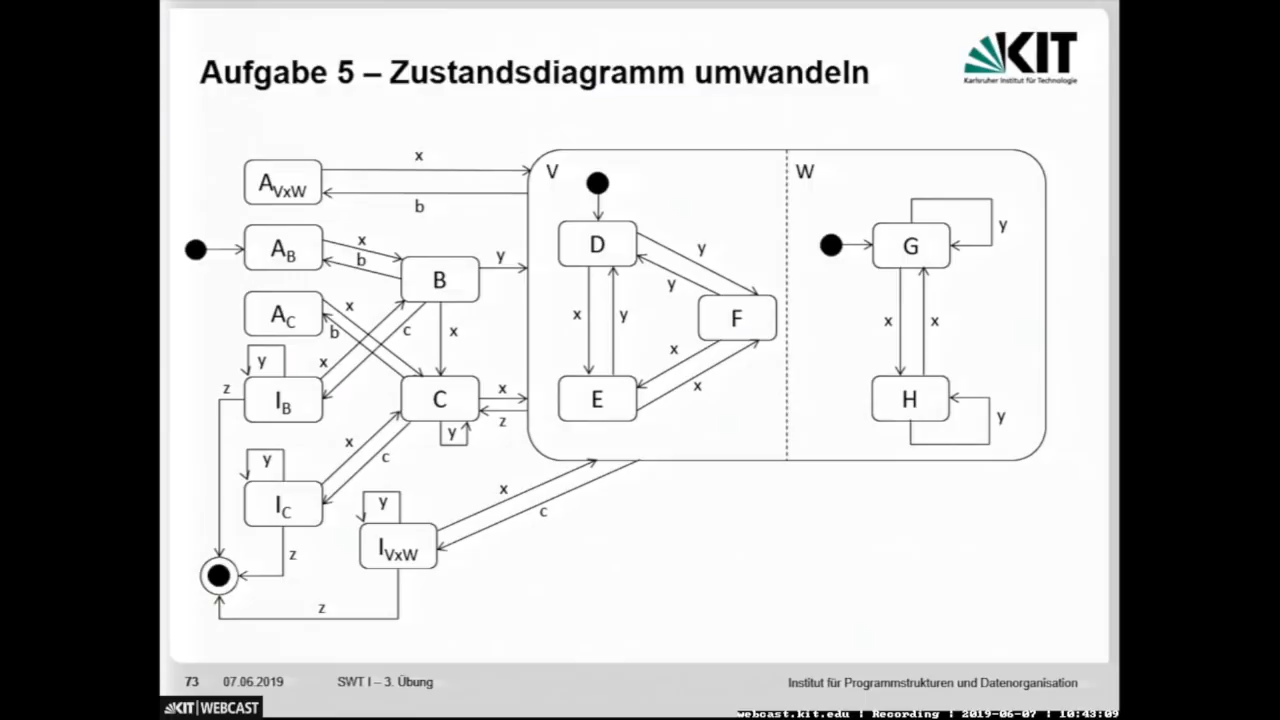 Aufgabe 5 – Zustandsdiagramm umwandeln
KIT
Karlsruher Institut für Technologie
x
A_VxW
b
V
W
A_B
x
b
B
y
D
y
y
G
y
A_C
x
b
c
x
x
y
F
x
x
y
x
x
z
I_B
C
x
z
y
x
x
E
H
y
y
x
c
I_C
z
y
x
c
I_VxW
z
73 07.06.2019 SWT I – 3. Übung Institut für Programmstrukturen und Datenorganisation
KIT | WEBCAST
webcast.kit.edu | Recording | 2019-06-07 | 10:43:09